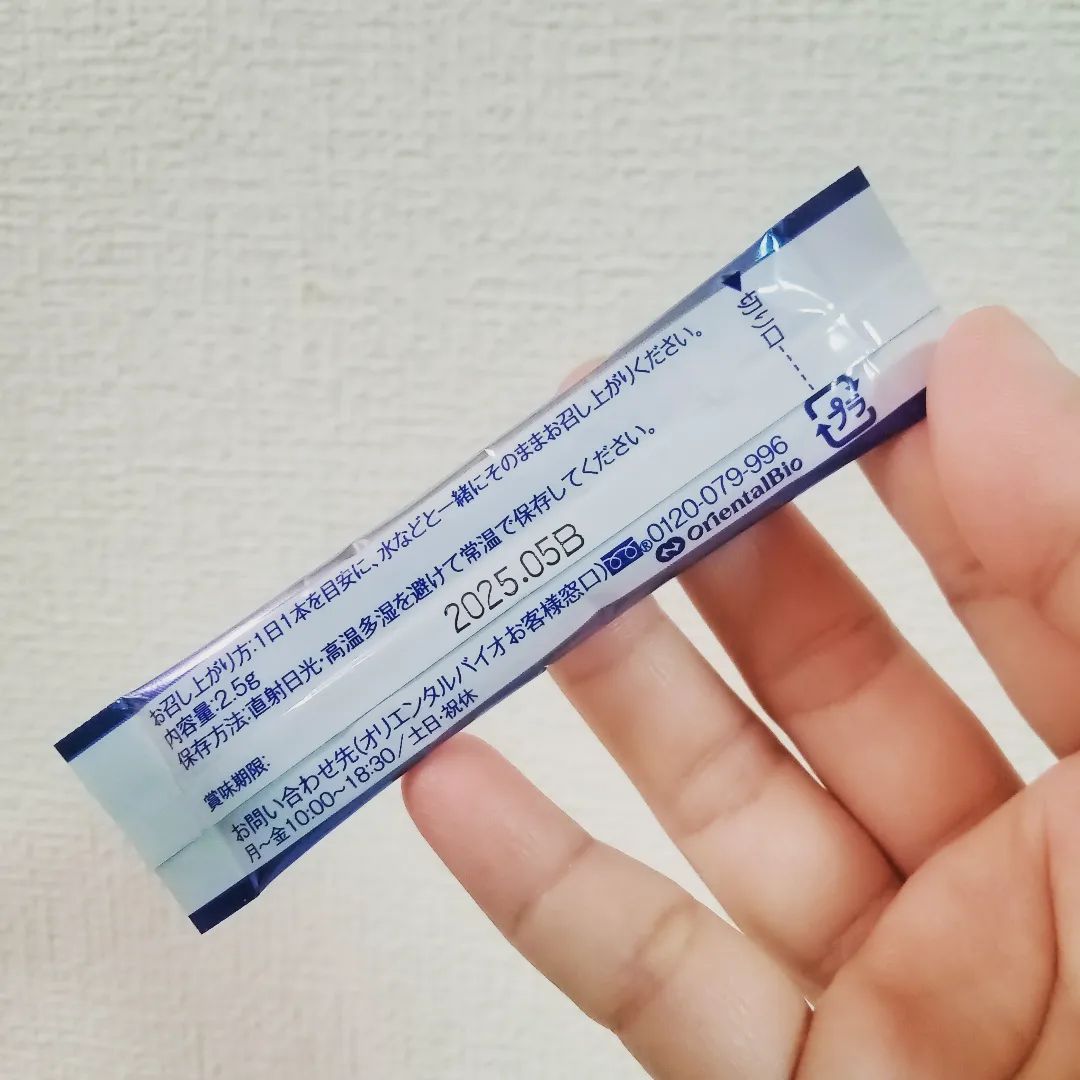 切り口
お召し上がり方:1日1本を目安に、水などと一緒にそのままお召し上がりください。
内容量:2.5g
保存方法:直射日光・高温多湿を避けて常温で保存してください。
賞味期限:
2025.05B
お問い合わせ先(オリエンタルバイオお客様窓口)®0120-079-996
月~金10:00~18:30/土日・祝休
OrientalBio
プラ